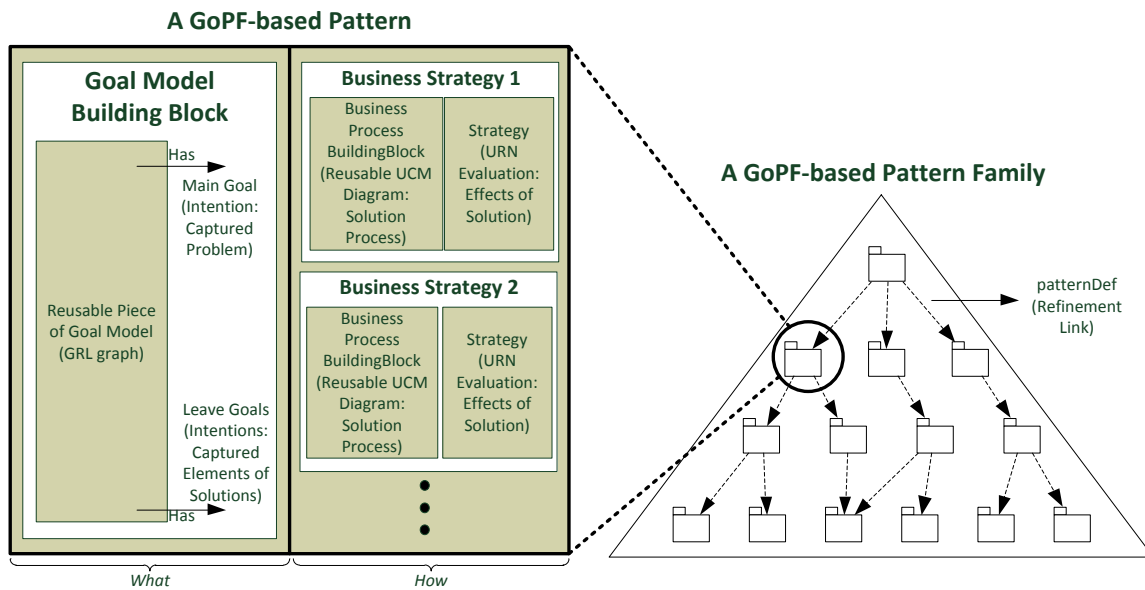 A GoPF-based Pattern
Goal Model
Building Block
Has
Main Goal
(Intention:
Captured
Problem)
Reusable Piece
of Goal Model
(GRL graph)
Leave Goals
(Intentions:
Captured
Elements of
Solutions)
Has
What
Business Strategy 1
Business
Process
BuildingBlock
(Reusable UCM
Diagram:
Solution
Process)
Strategy
(URN
Evaluation:
Effects of
Solution)
Business Strategy 2
Business
Process
BuildingBlock
(Reusable UCM
Diagram:
Solution
Process)
Strategy
(URN
Evaluation:
Effects of
Solution)
How
A GoPF-based Pattern Family
patternDef
(Refinement
Link)